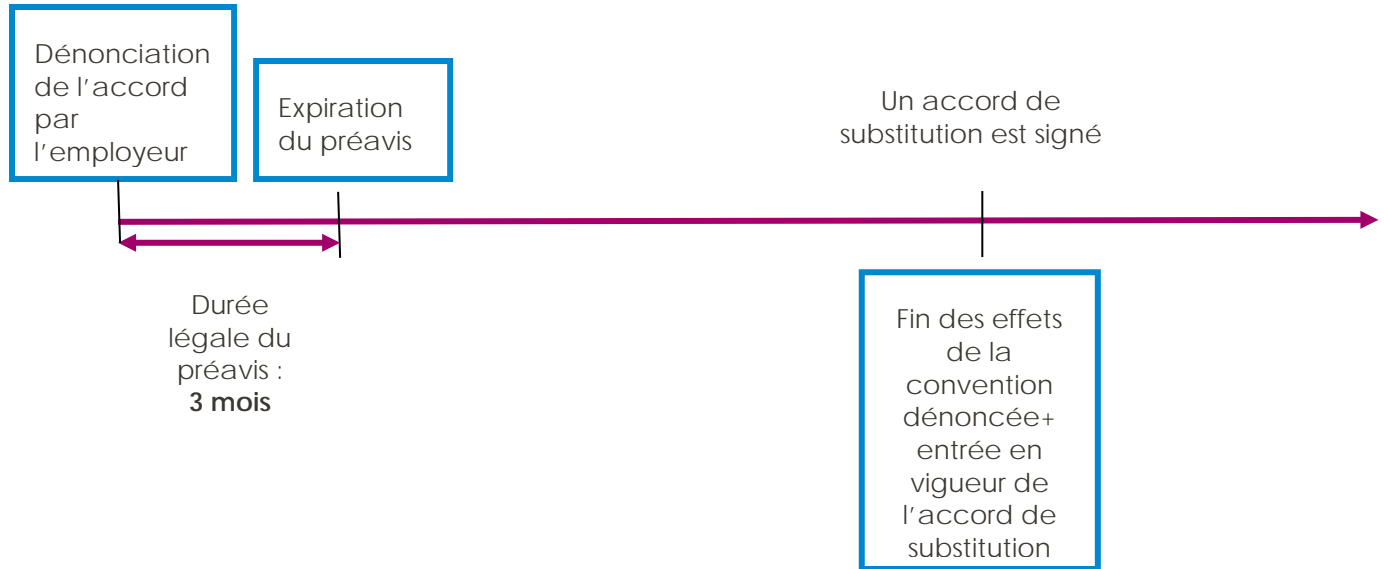 Dénonciation
de l'accord
par
l'employeur
Expiration
du préavis
Un accord de
substitution est signé
Durée
légale du
préavis :
3 mois
Fin des effets
de la
convention
dénoncée+
entrée en
vigueur de
l'accord de
substitution